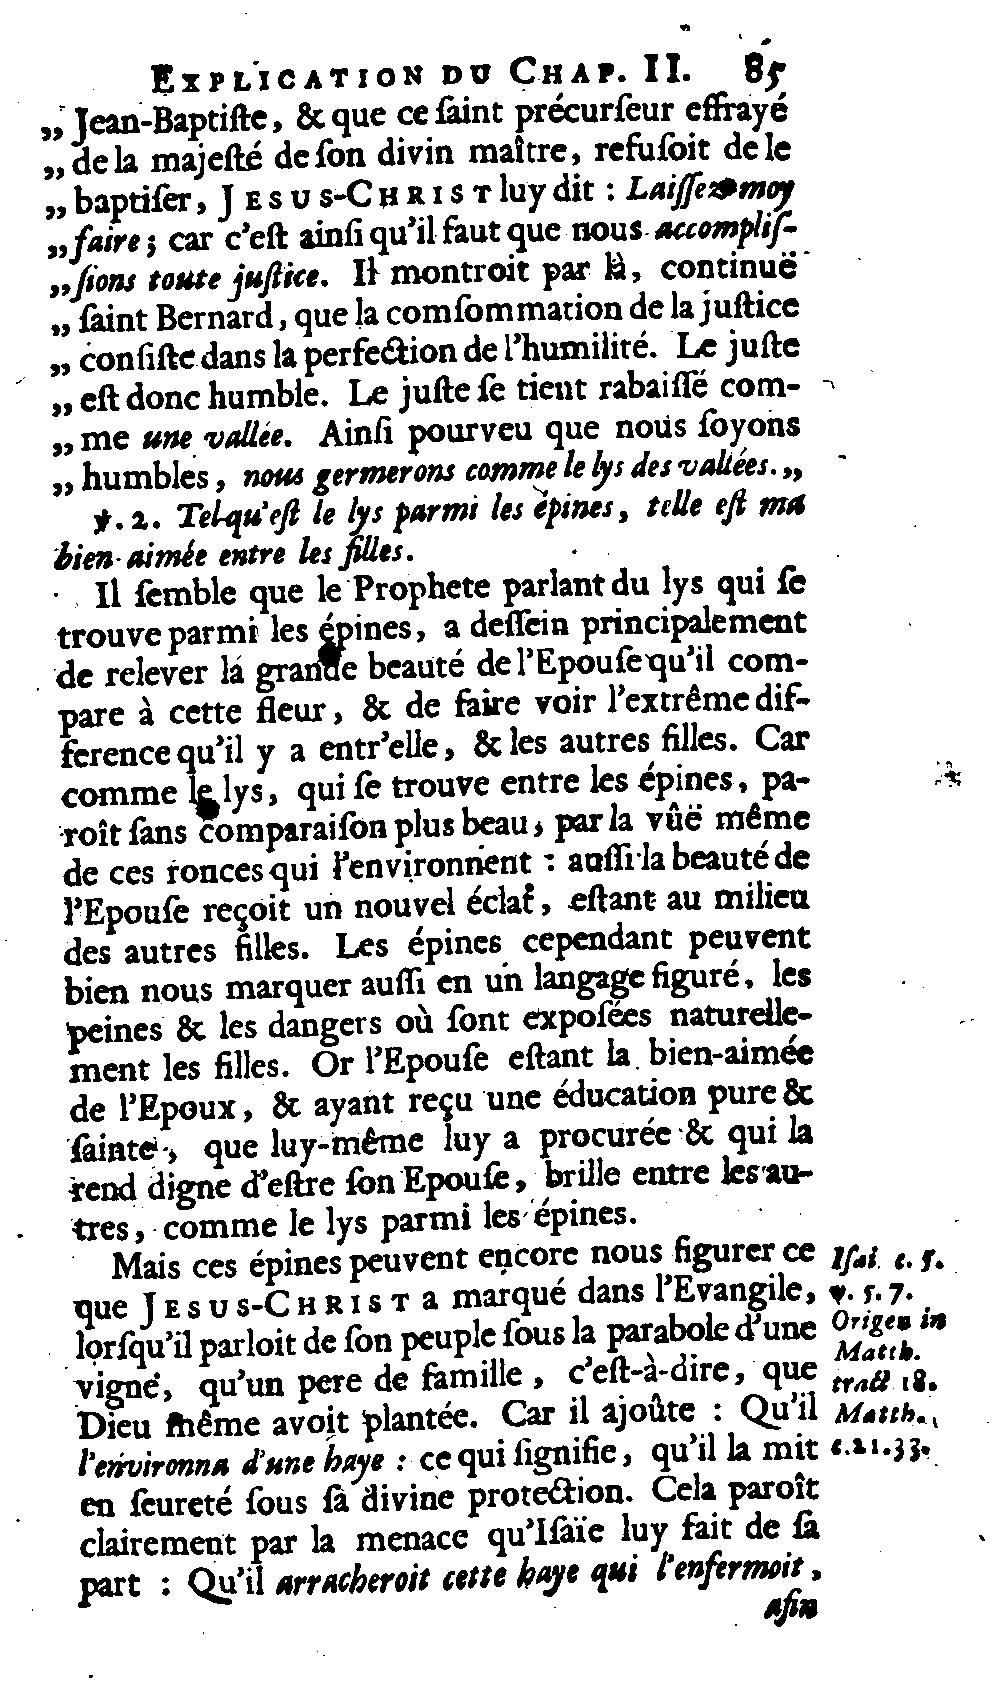 EXPLICATION DU CHAP. II. 85
„ Jean-Baptiſte, & que ce ſaint précurſeur effrayé
„ de la majeſté de ſon divin maître, refuſoit de le
„ baptiſer, JESUS-CHRIST luy dit : Laiſſez-moy
„ faire ; car c'eſt ainſi qu'il faut que nous accompliſ-
„ ſions toute juſtice. Il montroit par là, continuë
„ ſaint Bernard, que la comſommation de la juſtice
„ conſiſte dans la perfection de l'humilité. Le juſte
„ eſt donc humble. Le juſte ſe tient rabaiſſé com-
„ me une vallée. Ainſi pourveu que nous ſoyons
„ humbles, nous germerons comme le lys des vallées. „
℣. 2. Tel qu'eſt le lys parmi les épines, telle eſt ma
bien-aimée entre les filles.
Il ſemble que le Prophete parlant du lys qui ſe
trouve parmi les épines, a deſſein principalement
de relever la grande beauté de l'Epouſe qu'il com-
pare à cette fleur, & de faire voir l'extrême dif-
ference qu'il y a entr'elle, & les autres filles. Car
comme le lys, qui ſe trouve entre les épines, pa-
roît ſans comparaiſon plus beau, par la vûë même
de ces ronces qui l'environnent : auſſi la beauté de
l'Epouſe reçoit un nouvel éclat, eſtant au milieu
des autres filles. Les épines cependant peuvent
bien nous marquer auſſi en un langage figuré, les
peines & les dangers où ſont expoſées naturelle-
ment les filles. Or l'Epouſe eſtant la bien-aimée
de l'Epoux, & ayant reçu une éducation pure &
ſainte, que luy-même luy a procurée & qui la
rend digne d'eſtre ſon Epouſe, brille entre les au-
tres, comme le lys parmi les épines.
Mais ces épines peuvent encore nous figurer ce
que JESUS-CHRIST a marqué dans l'Evangile,
lorſqu'il parloit de ſon peuple ſous la parabole d'une
vigne, qu'un pere de famille, c'eſt-à-dire, que
Dieu même avoit plantée. Car il ajoûte : Qu'il
l'environna d'une haye : ce qui ſignifie, qu'il la mit
en ſeureté ſous ſa divine protection. Cela paroît
clairement par la menace qu'Iſaïe luy fait de ſa
part : Qu'il arracheroit cette haye qui l'enfermoit,
afin
Iſai. c. 5.
v. 5. 7.
Origen in
Matth.
tract 18.
Matth.
c. 21. 33.